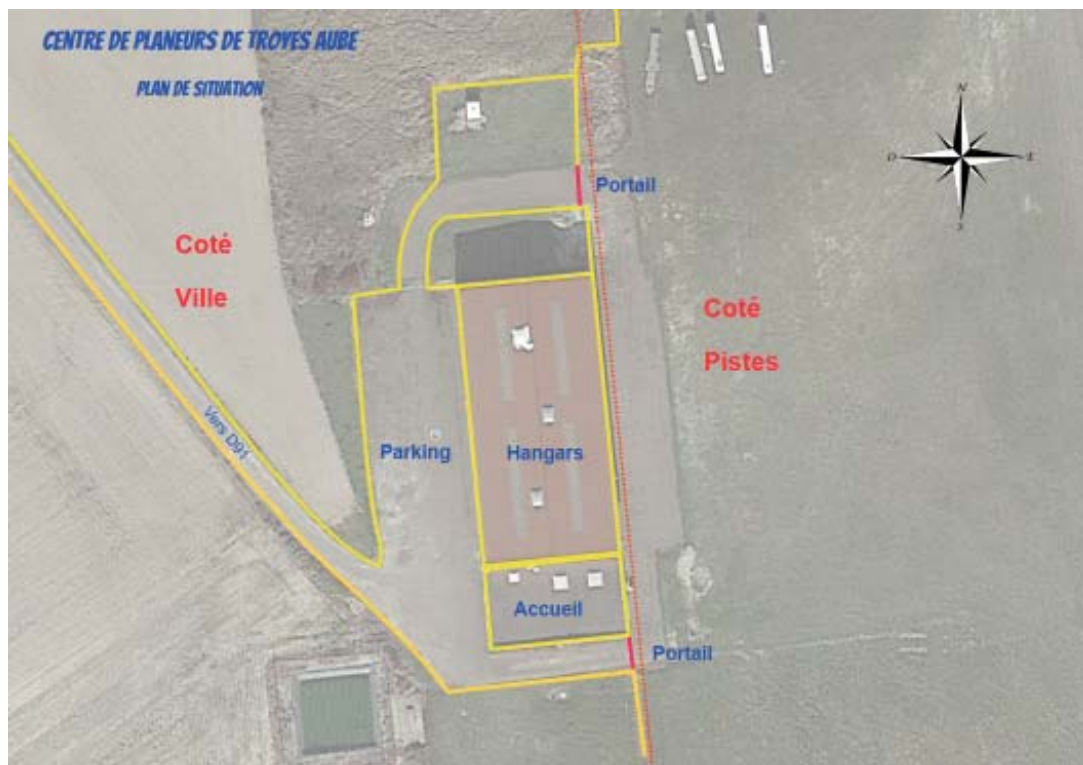 CENTRE DE PLANEURS DE TROYES AUBE
PLAN DE SITUATION
N
O
E
S
Portail
Coté
Ville
Coté
Pistes
Vers D91
Parking
Hangars
Accueil
Portail